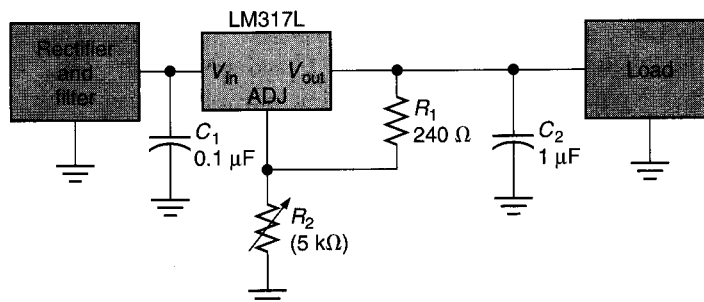 LM317L
Rectifier
and
filter
V_in
V_out
ADJ
Load
R_1
240 Ω
C_1
0.1 μF
C_2
1 μF
R_2
(5 kΩ)